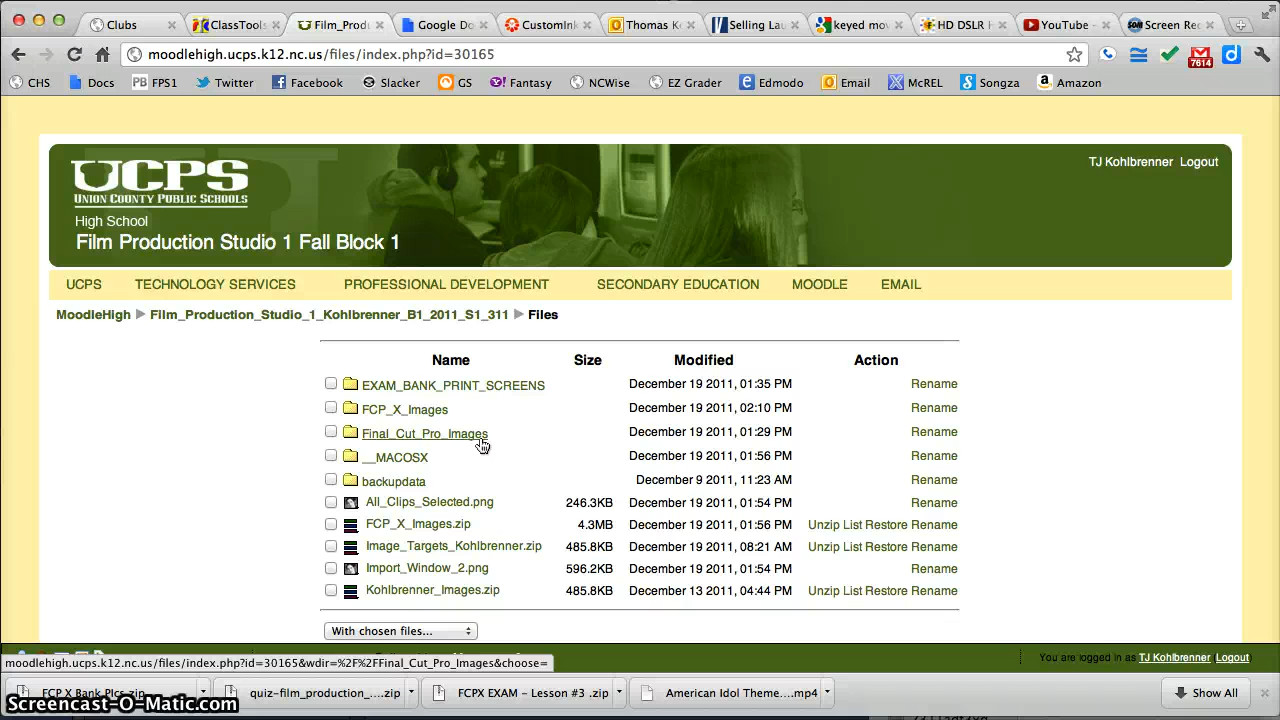 Clubs
ClassTools
Film_Prod
Google Do
CustomInk
Thomas Ko
Selling Lau
keyed mov
HD DSLR
YouTube -
Screen Rec
moodlehigh.ucps.k12.nc.us/files/index.php?id=30165
7614
CHS
Docs
PB FPS1
Twitter
Facebook
Slacker
GS
Fantasy
NCWise
EZ Grader
Edmodo
Email
McREL
Songza
Amazon
UCPS
UNION COUNTY PUBLIC SCHOOLS
TJ Kohlbrenner Logout
High School
Film Production Studio 1 Fall Block 1
UCPS TECHNOLOGY SERVICES PROFESSIONAL DEVELOPMENT SECONDARY EDUCATION MOODLE EMAIL
MoodleHigh Film_Production_Studio_1_Kohlbrenner_B1_2011_S1_311 Files
Name Size Modified Action
EXAM_BANK_PRINT_SCREENS December 19 2011, 01:35 PM Rename
FCP_X_Images December 19 2011, 02:10 PM Rename
Final_Cut_Pro_Images December 19 2011, 01:29 PM Rename
__MACOSX December 19 2011, 01:56 PM Rename
backupdata December 9 2011, 11:23 AM Rename
All_Clips_Selected.png 246.3KB December 19 2011, 01:54 PM Rename
FCP_X_Images.zip 4.3MB December 19 2011, 01:56 PM Unzip List Restore Rename
Image_Targets_Kohlbrenner.zip 485.8KB December 19 2011, 08:21 AM Unzip List Restore Rename
Import_Window_2.png 596.2KB December 19 2011, 01:54 PM Rename
Kohlbrenner_Images.zip 485.8KB December 13 2011, 04:44 PM Unzip List Restore Rename
With chosen files...
moodlehigh.ucps.k12.nc.us/files/index.php?id=30165&wdir=%2F%2FFinal_Cut_Pro_Images&choose=
You are logged in as TJ Kohlbrenner (Logout)
FCP X Bank Pics.zip
quiz-film_production_....zip
FCPX EXAM – Lesson #3 .zip
American Idol Theme....mp4
Show All
Screencast-O-Matic.com